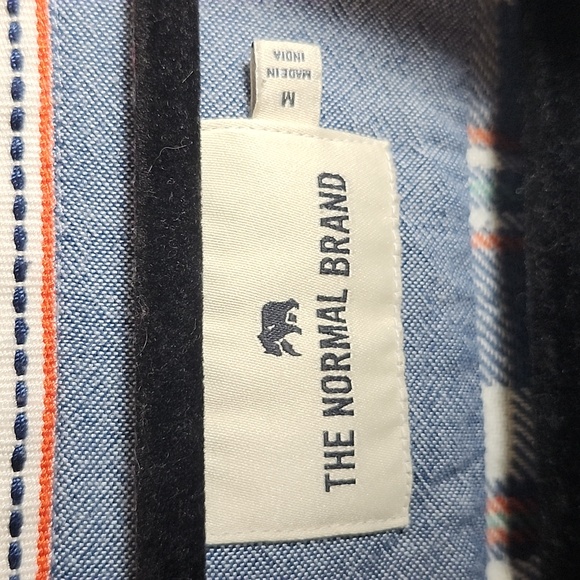 THE NORMAL BRAND
M
MADE IN
INDIA